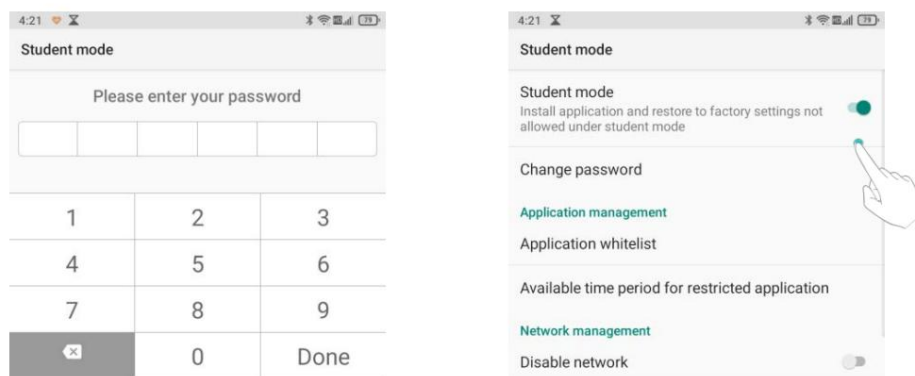 4:21
79
Student mode
Please enter your password
1 2 3
4 5 6
7 8 9
0 Done
4:21
79
Student mode
Student mode
Install application and restore to factory settings not
allowed under student mode
Change password
Application management
Application whitelist
Available time period for restricted application
Network management
Disable network